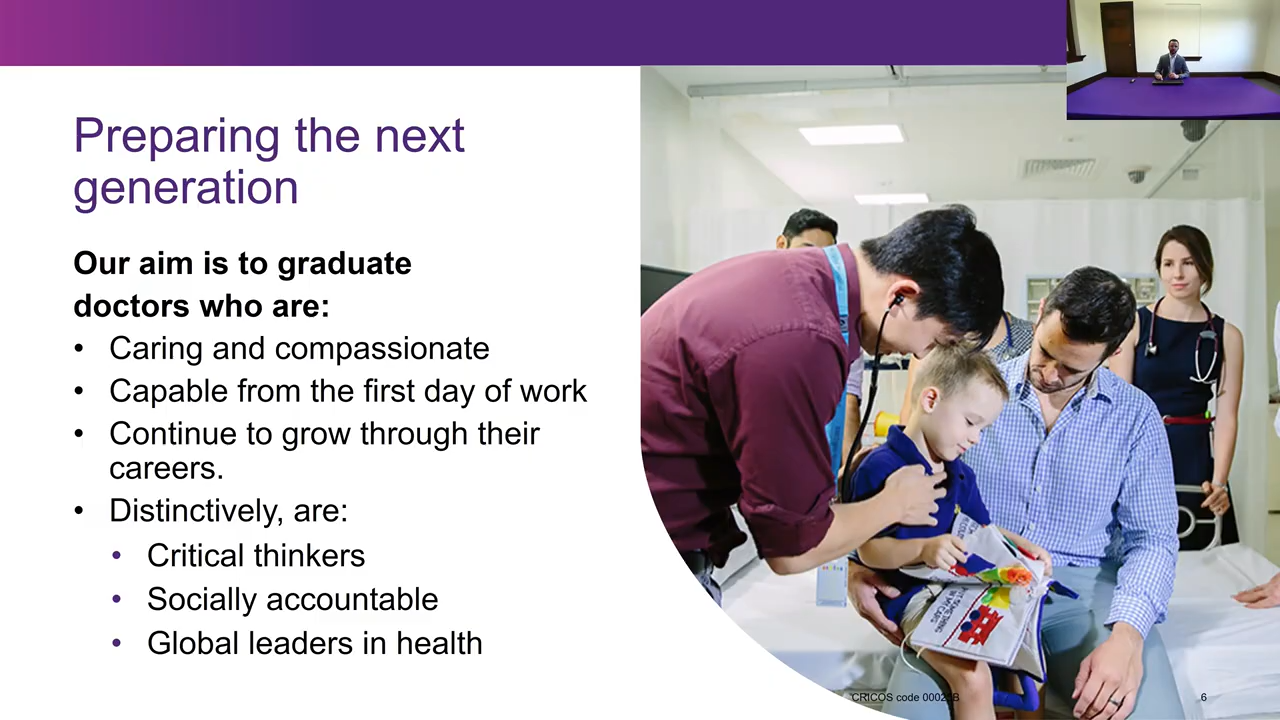 Preparing the next
generation
Our aim is to graduate
doctors who are:
• Caring and compassionate
• Capable from the first day of work
• Continue to grow through their
careers.
• Distinctively, are:
• Critical thinkers
• Socially accountable
• Global leaders in health
CRICOS code
6